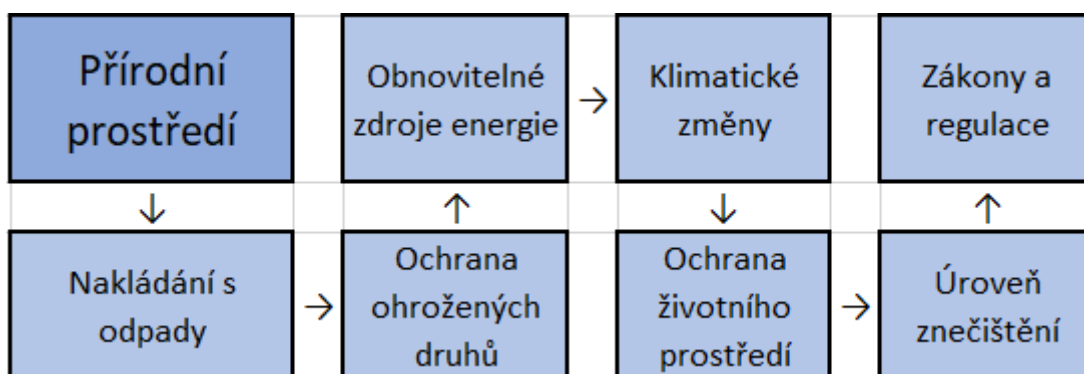 Přírodní
prostředí
Obnovitelné
zdroje energie
→
Klimatické
změny
Zákony a
regulace
↓
↑
↓
↑
Nakládání s
odpady
→
Ochrana
ohrožených
druhů
Ochrana
životního
prostředí
→
Úroveň
znečištění